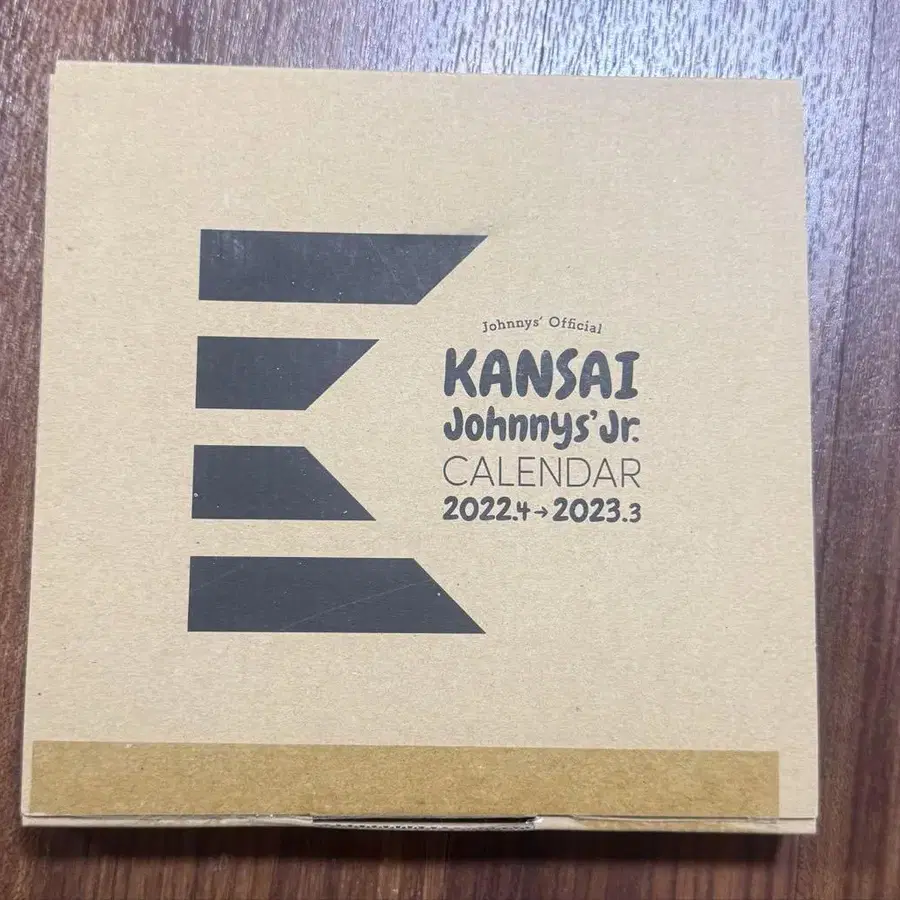 Johnnys' Official
KANSAI
Johnnys' Jr.
CALENDAR
2022.4→2023.3